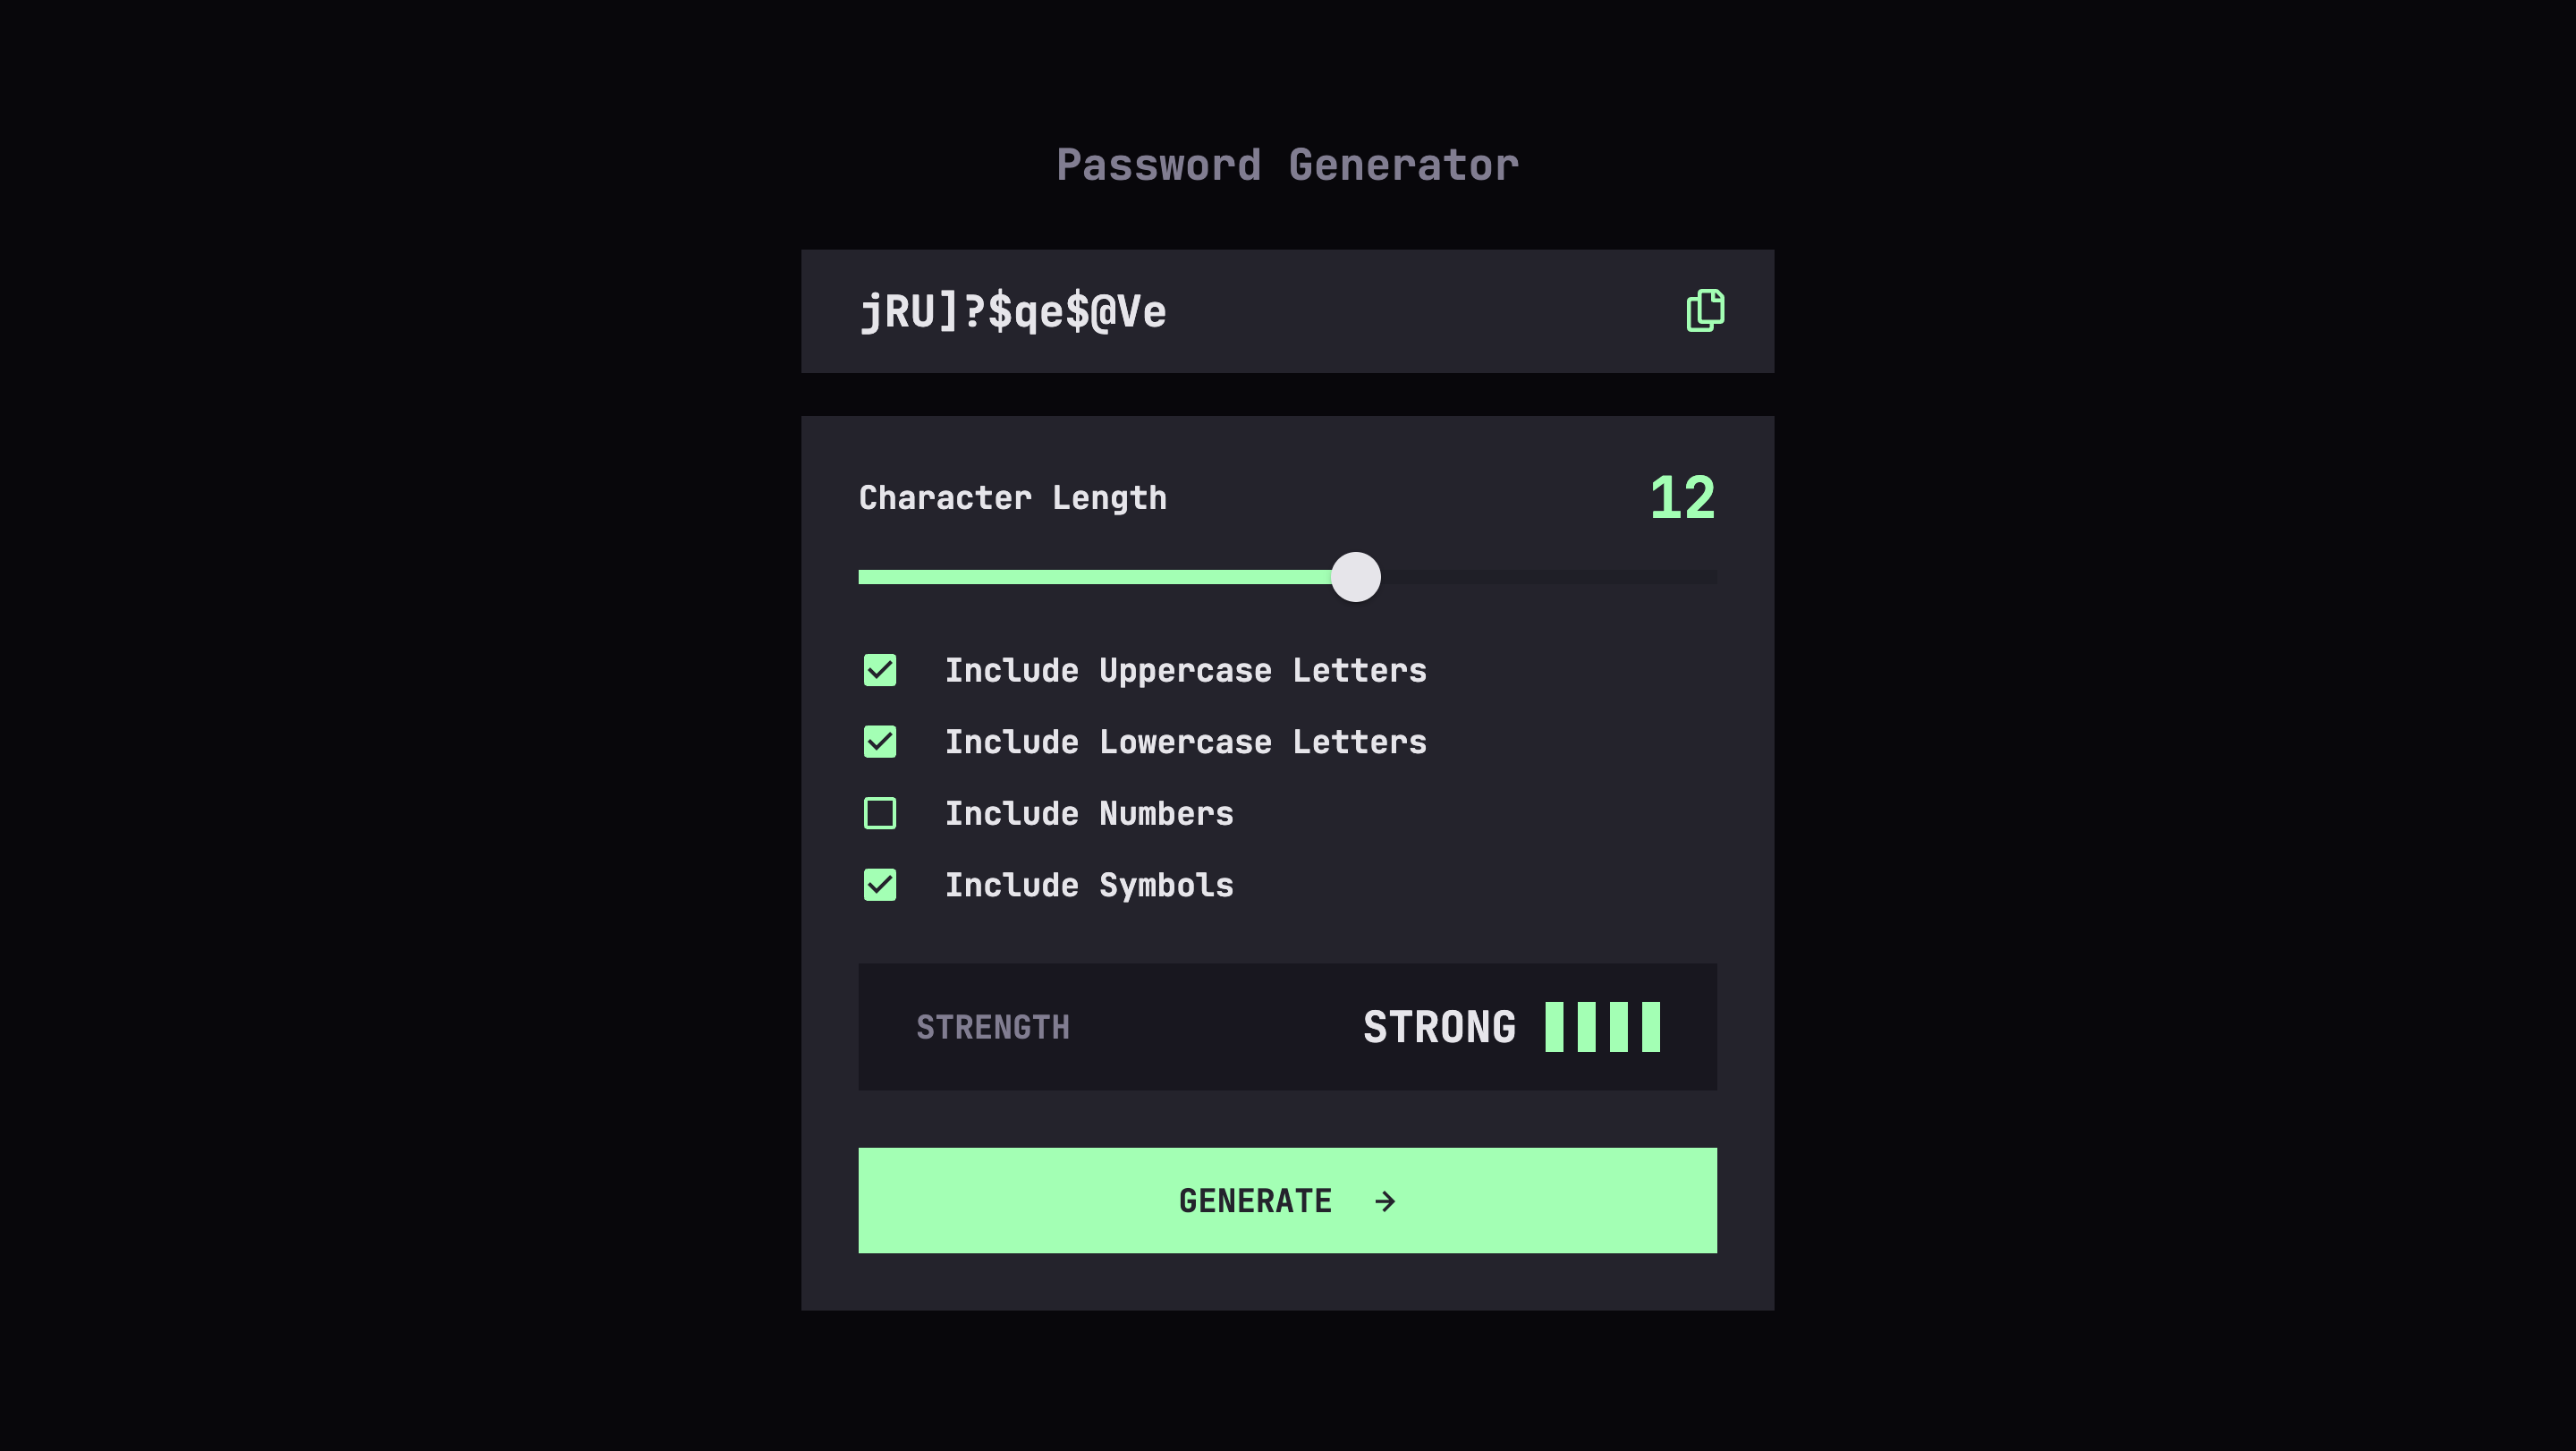 Password Generator
jRU]?$qe$@Ve
Character Length 12
Include Uppercase Letters
Include Lowercase Letters
Include Numbers
Include Symbols
STRENGTH STRONG
GENERATE →